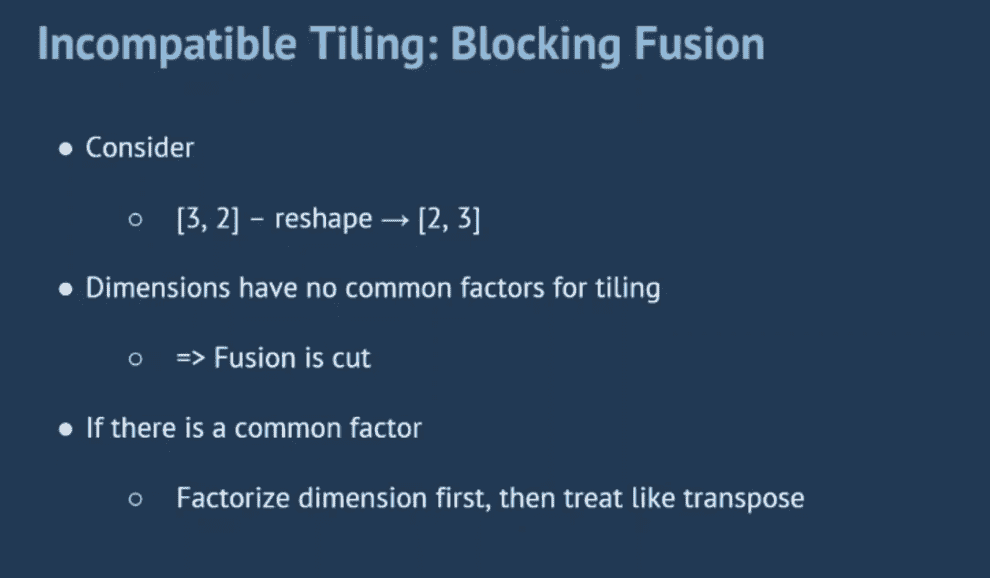 Incompatible Tiling: Blocking Fusion
● Consider
○ [3, 2] – reshape → [2, 3]
● Dimensions have no common factors for tiling
○ => Fusion is cut
● If there is a common factor
○ Factorize dimension first, then treat like transpose